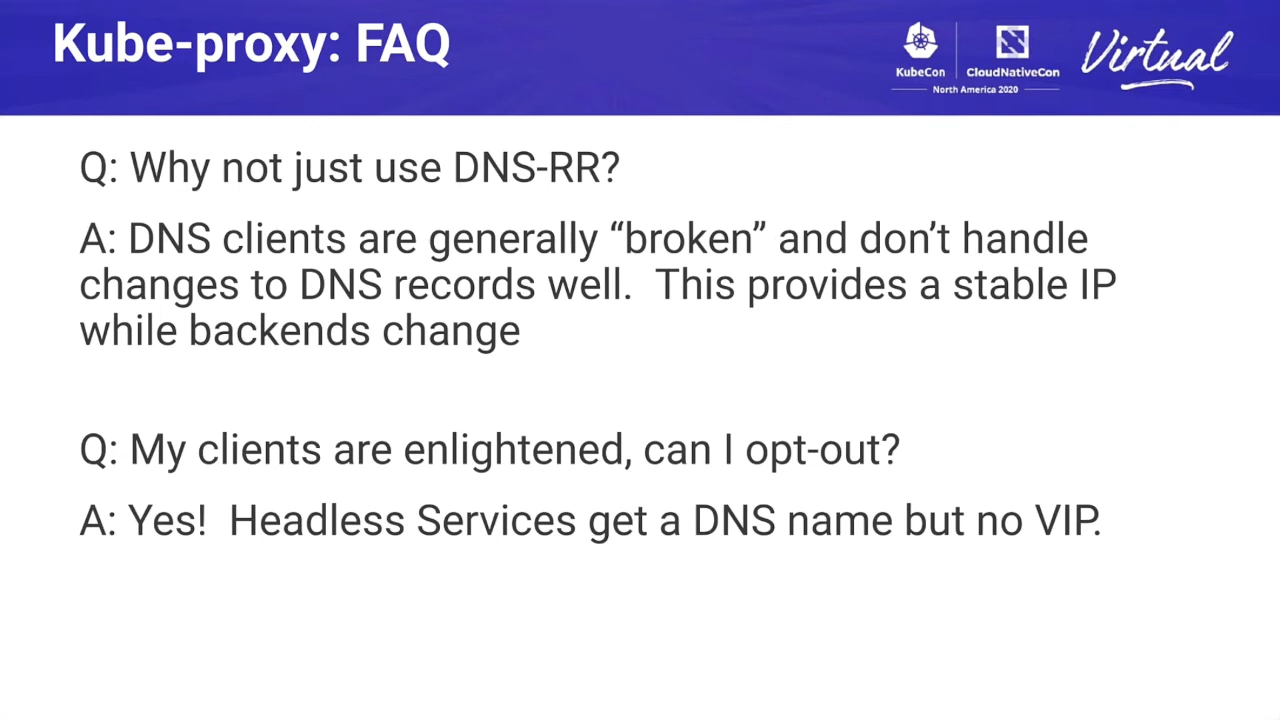 Kube-proxy: FAQ
KubeCon
CloudNativeCon
North America 2020
Virtual
Q: Why not just use DNS-RR?
A: DNS clients are generally “broken” and don’t handle
changes to DNS records well.  This provides a stable IP
while backends change
Q: My clients are enlightened, can I opt-out?
A: Yes!  Headless Services get a DNS name but no VIP.